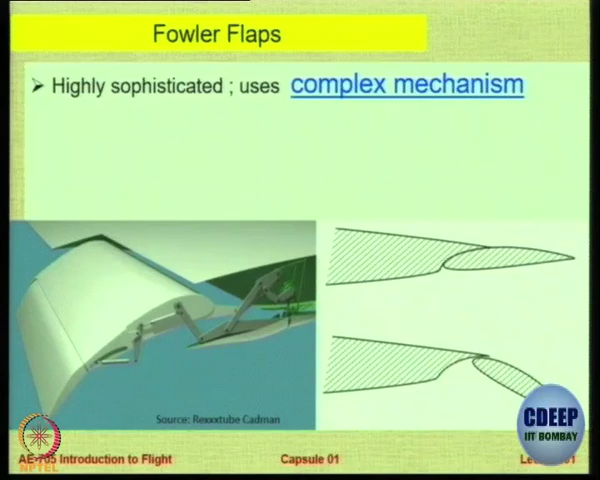 Fowler Flaps
➢ Highly sophisticated ; uses complex mechanism
Source: Rexxxtube Cadman
CDEEP
IIT BOMBAY
NPTEL
AE-705 Introduction to Flight
Capsule 01